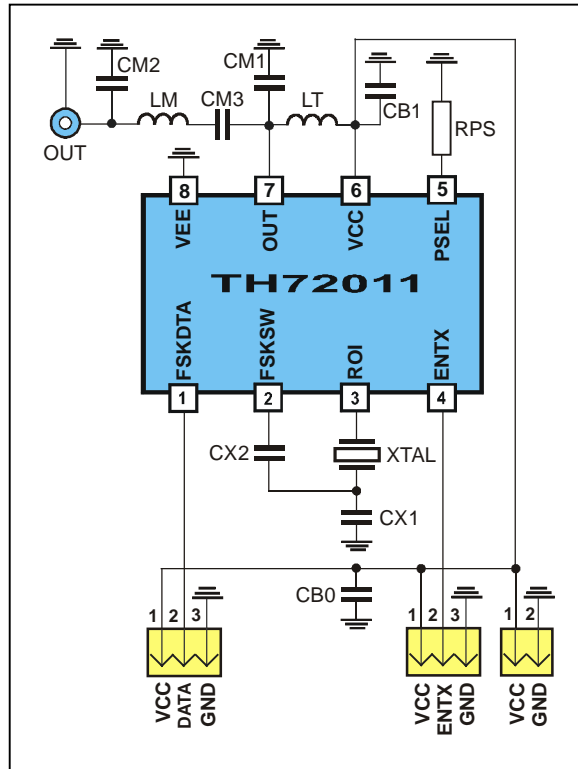 CM2
CM1
LM
CM3
LT
CB1
RPS
OUT
8
7
6
5
VEE
OUT
VCC
PSEL
TH72011
FSKDTA
FSKSW
ROI
ENTX
1
2
3
4
CX2
XTAL
CX1
CB0
1 2 3
1 2 3
1 2
VCC
DATA
GND
VCC
ENTX
GND
VCC
GND